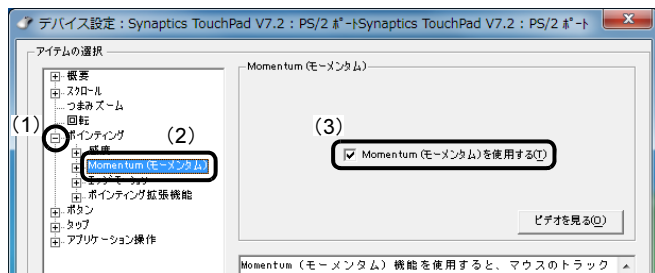 デバイス設定：Synaptics TouchPad V7.2：PS/2 ﾎﾟｰﾄSynaptics TouchPad V7.2：PS/2 ﾎﾟｰﾄ
アイテムの選択
概要
ｽｸﾛｰﾙ
つまみズーム
回転
(1)
ポインティング
(2)
感度
Momentum (モーメンタム)
ポインティング拡張機能
ボタン
タップ
アプリケーション操作
Momentum (モーメンタム)
(3)
Momentum (モーメンタム)を使用する(T)
ビデオを見る(O)
Momentum (モーメンタム) 機能を使用すると、マウスのトラック